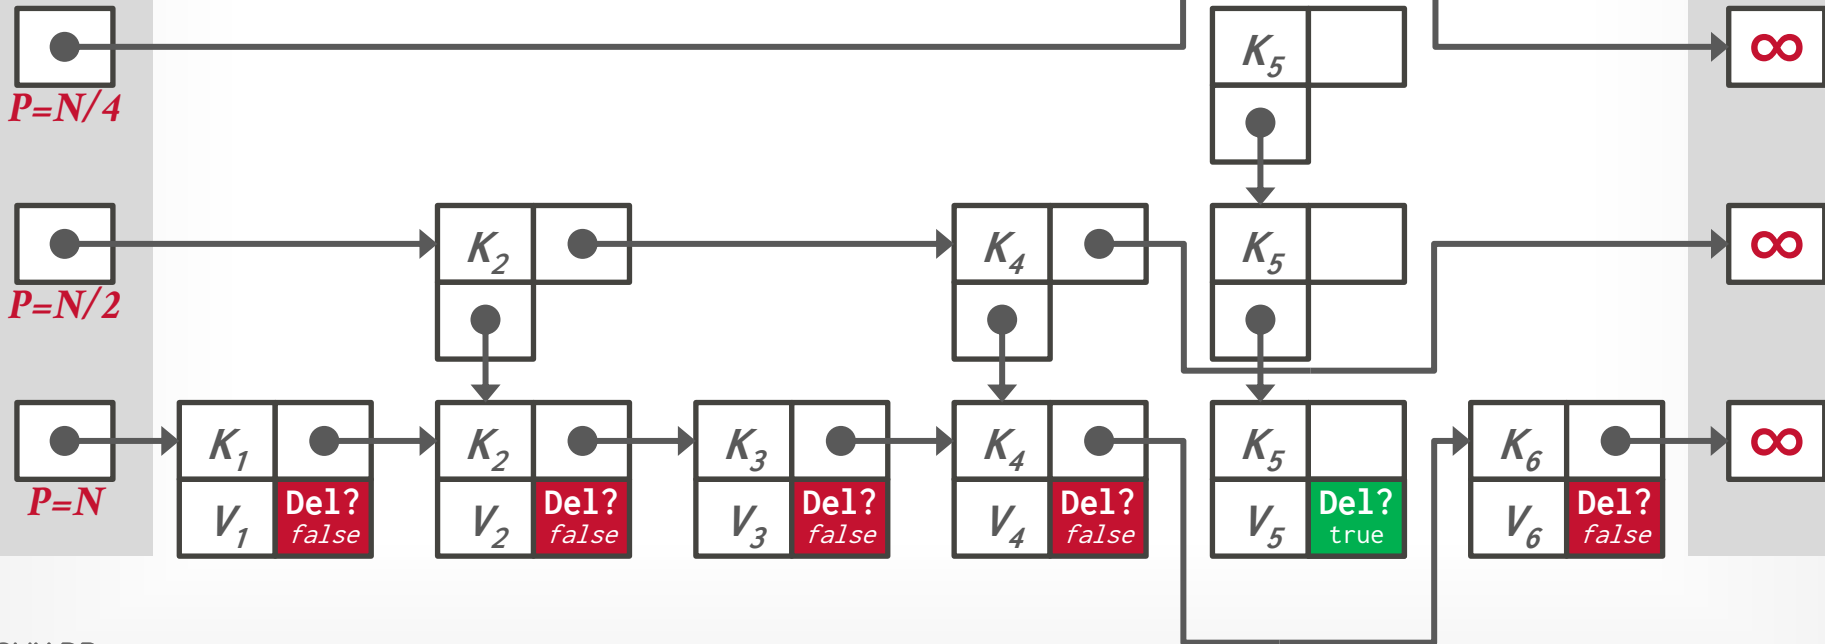 K5 ∞
P=N/4
K2 K4 K5 ∞
P=N/2
K1 K2 K3 K4 K5 K6 ∞
P=N
V1 Del? false V2 Del? false V3 Del? false V4 Del? false V5 Del? true V6 Del? false